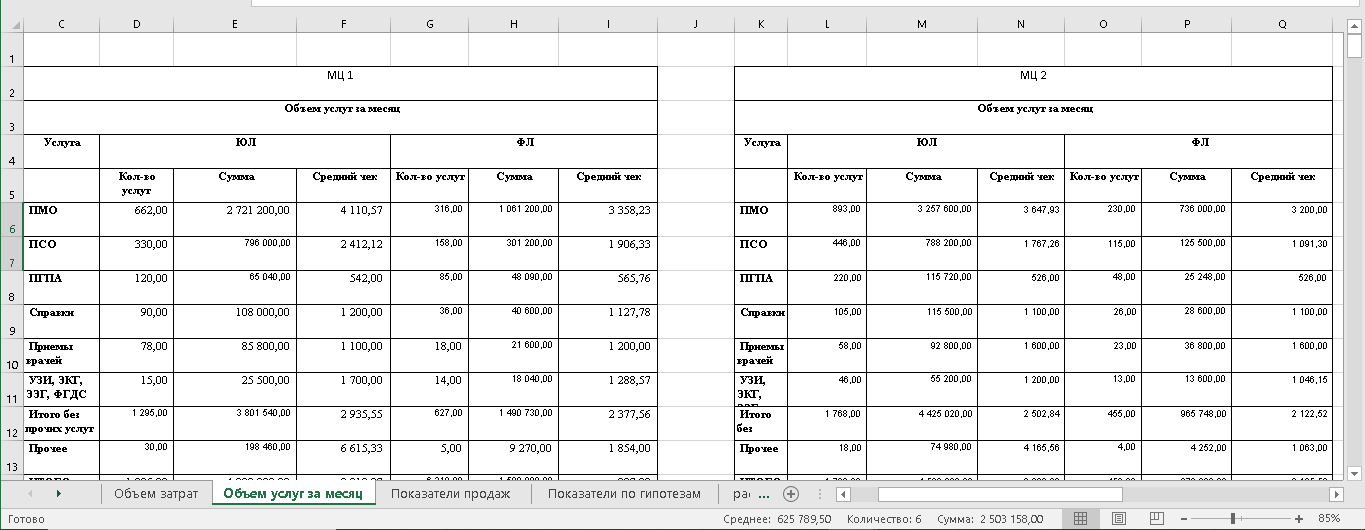 C D E F G H I J K L M N O P Q
1
МЦ 1 МЦ 2
2
Объем услуг за месяц Объем услуг за месяц
3
Услуга ЮЛ ФЛ Услуга ЮЛ ФЛ
4
Кол-во услуг Сумма Средний чек Кол-во услуг Сумма Средний чек Кол-во услуг Сумма Средний чек Кол-во услуг Сумма Средний чек
5
ПМО 662,00 2 721 200,00 4 110,57 316,00 1 061 200,00 3 358,23 ПМО 893,00 3 257 600,00 3 647,93 230,00 736 000,00 3 200,00
6
ПСО 330,00 796 000,00 2 412,12 158,00 301 200,00 1 906,33 ПСО 446,00 788 200,00 1 767,26 115,00 125 500,00 1 091,30
7
ПГПА 120,00 65 040,00 542,00 85,00 48 090,00 565,76 ПГПА 220,00 115 720,00 526,00 48,00 25 248,00 526,00
8
Справки 90,00 108 000,00 1 200,00 36,00 40 600,00 1 127,78 Справки 105,00 115 500,00 1 100,00 26,00 28 600,00 1 100,00
9
Приемы врачей 78,00 85 800,00 1 100,00 18,00 21 600,00 1 200,00 Приемы врачей 58,00 92 800,00 1 600,00 23,00 36 800,00 1 600,00
10
УЗИ, ЭКГ, ЭЭГ, ФГДС 15,00 25 500,00 1 700,00 14,00 18 040,00 1 288,57 УЗИ, ЭКГ, 46,00 55 200,00 1 200,00 13,00 13 600,00 1 046,15
11
Итого без прочих услуг 1 295,00 3 801 540,00 2 935,55 627,00 1 490 730,00 2 377,56 Итого без 1 768,00 4 425 020,00 2 502,84 455,00 965 748,00 2 122,52
12
Прочее 30,00 198 460,00 6 615,33 5,00 9 270,00 1 854,00 Прочее 18,00 74 980,00 4 165,56 4,00 4 252,00 1 063,00
13
Объем затрат Объем услуг за месяц Показатели продаж Показатели по гипотезам рас ...
Готово Среднее: 625 789,50 Количество: 6 Сумма: 2 503 158,00 85%